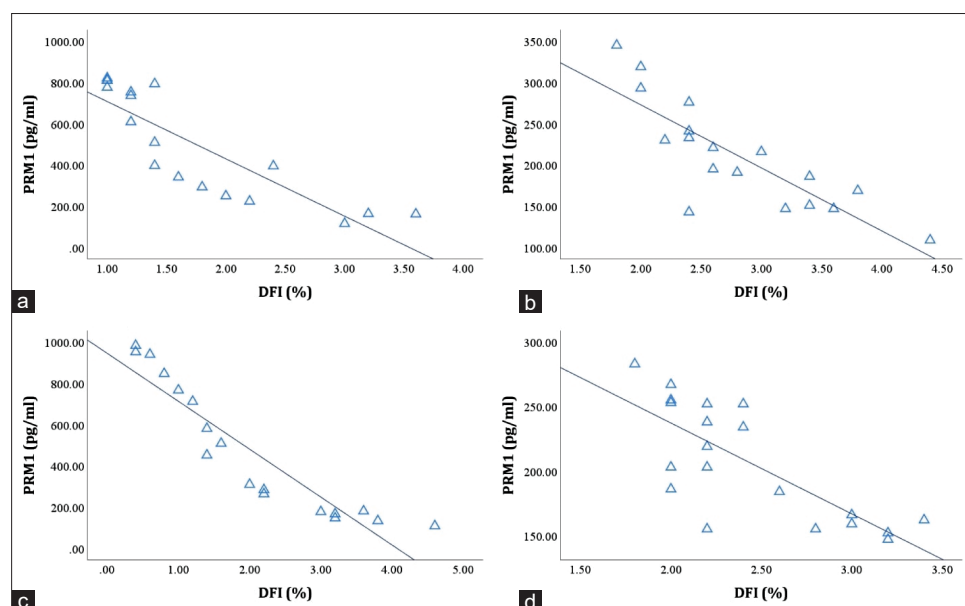 1000.00
800.00
600.00
400.00
200.00
.00
PRM1 (pg/ml)
1.00 1.50 2.00 2.50 3.00 3.50 4.00
DFI (%)
a
350.00
300.00
250.00
200.00
150.00
100.00
PRM1 (pg/ml)
1.50 2.00 2.50 3.00 3.50 4.00 4.50
DFI (%)
b
1000.00
800.00
600.00
400.00
200.00
.00
PRM1 (pg/ml)
.00 1.00 2.00 3.00 4.00 5.00
DFI (%)
c
250.00
200.00
150.00
PRM1 (pg/ml)
1.50 2.00 2.50 3.00 3.50
DFI (%)
d